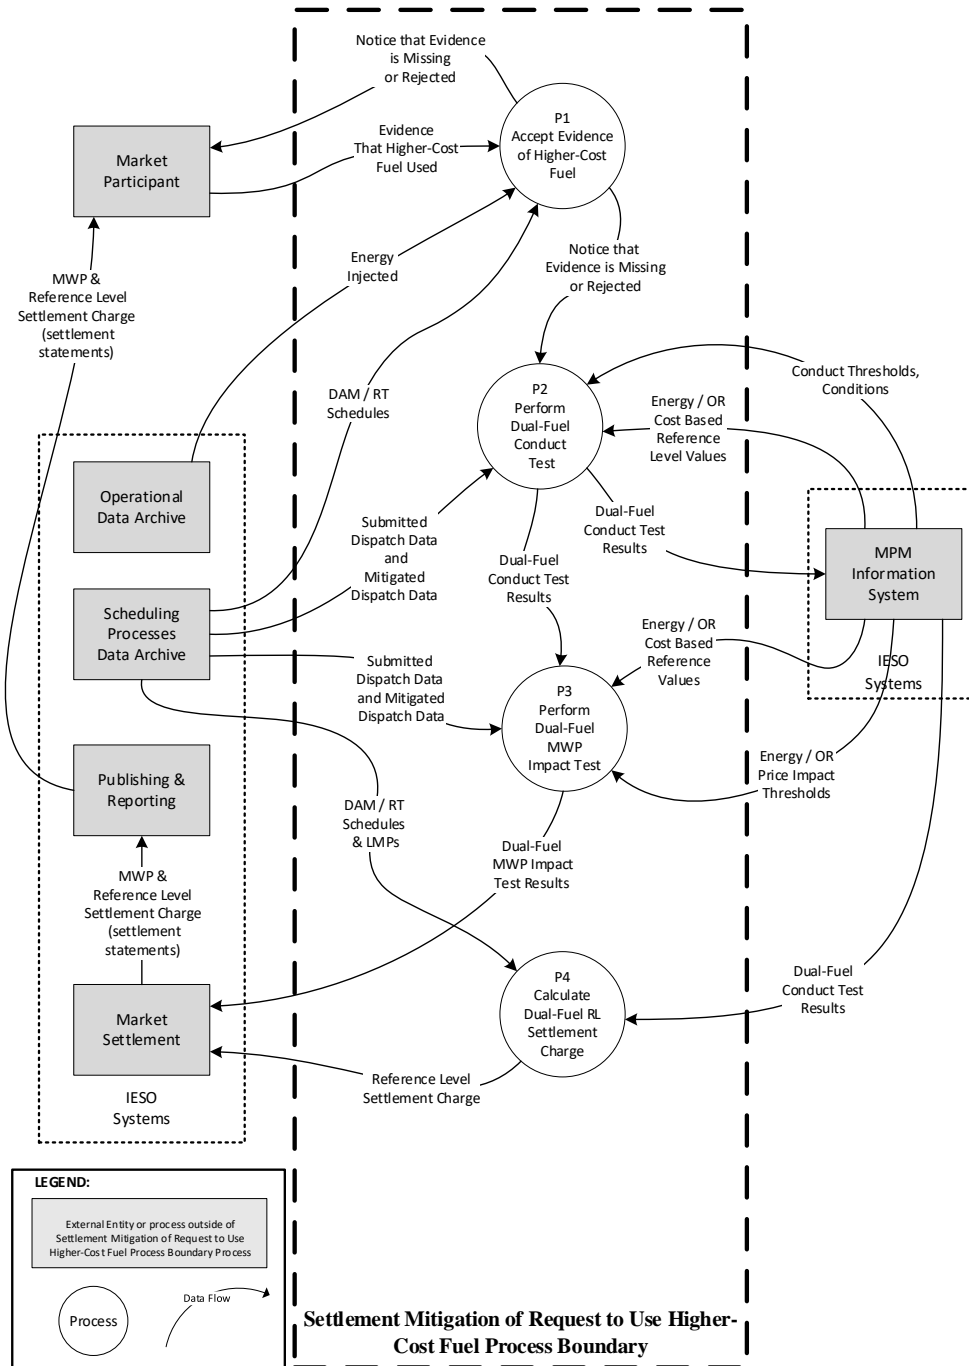 Notice that Evidence
is Missing
or Rejected
P1
Accept Evidence
of Higher-Cost
Fuel
Market
Participant
Evidence
That Higher-Cost
Fuel Used
Energy
Injected
Notice that
Evidence is Missing
or Rejected
MWP &
Reference Level
Settlement Charge
(settlement
statements)
DAM / RT
Schedules
P2
Perform
Dual-Fuel
Conduct
Test
Energy / OR
Cost Based
Reference
Level Values
Conduct Thresholds,
Conditions
Operational
Data Archive
Submitted
Dispatch Data
and
Mitigated
Dispatch Data
Dual-Fuel
Conduct Test
Results
Dual-Fuel
Conduct Test
Results
MPM
Information
System
IESO
Systems
Scheduling
Processes
Data Archive
Submitted
Dispatch Data
and Mitigated
Dispatch Data
P3
Perform
Dual-Fuel
MWP
Impact Test
Energy / OR
Cost Based
Reference
Values
Energy / OR
Price Impact
Thresholds
Publishing &
Reporting
DAM / RT
Schedules
& LMPs
Dual-Fuel
MWP Impact
Test Results
MWP &
Reference Level
Settlement Charge
(settlement
statements)
P4
Calculate
Dual-Fuel RL
Settlement
Charge
Dual-Fuel
Conduct Test
Results
Market
Settlement
Reference Level
Settlement Charge
IESO
Systems
LEGEND:
External Entity or process outside of
Settlement Mitigation of Request to Use
Higher-Cost Fuel Process Boundary Process
Process
Data Flow
Settlement Mitigation of Request to Use Higher-
Cost Fuel Process Boundary